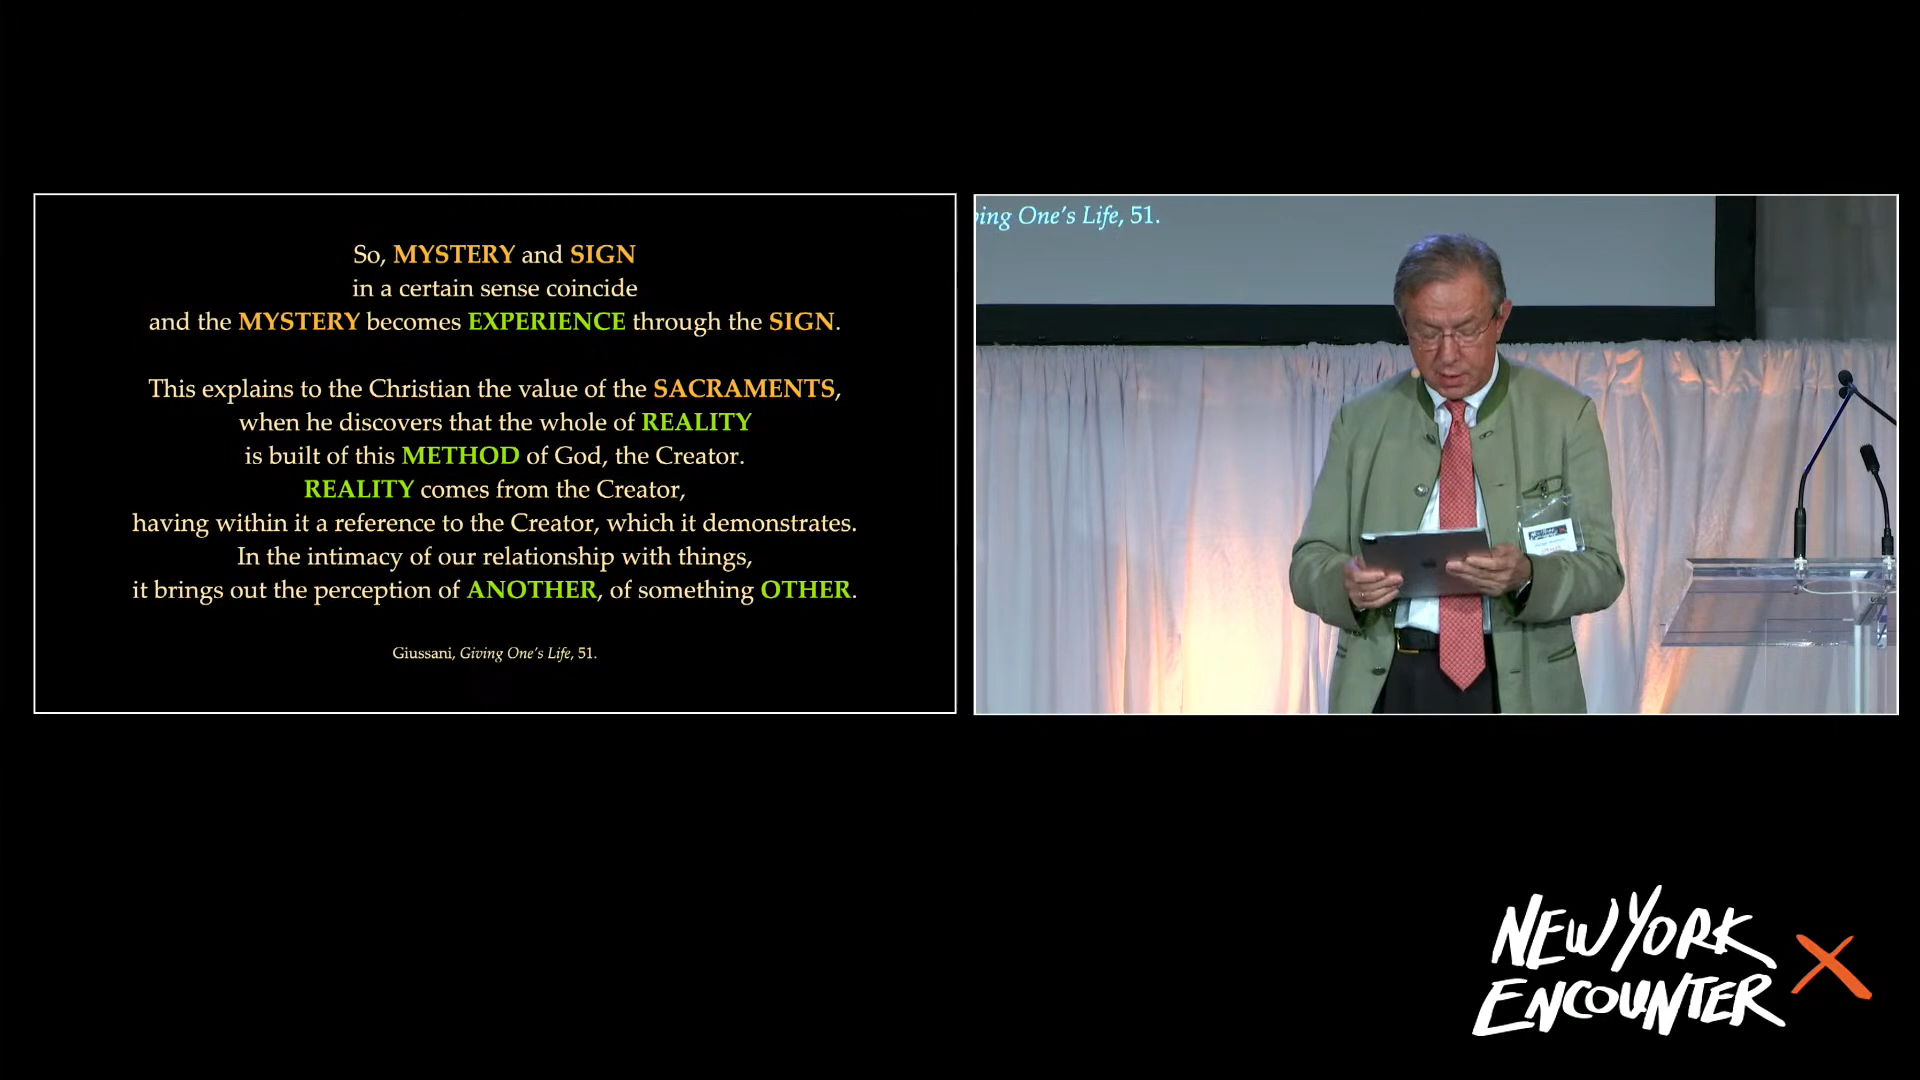 So, MYSTERY and SIGN
in a certain sense coincide
and the MYSTERY becomes EXPERIENCE through the SIGN.
This explains to the Christian the value of the SACRAMENTS,
when he discovers that the whole of REALITY
is built of this METHOD of God, the Creator.
REALITY comes from the Creator,
having within it a reference to the Creator, which it demonstrates.
In the intimacy of our relationship with things,
it brings out the perception of ANOTHER, of something OTHER.
Giussani, Giving One's Life, 51.
ing One's Life, 51.
NEW YORK
ENCOUNTER